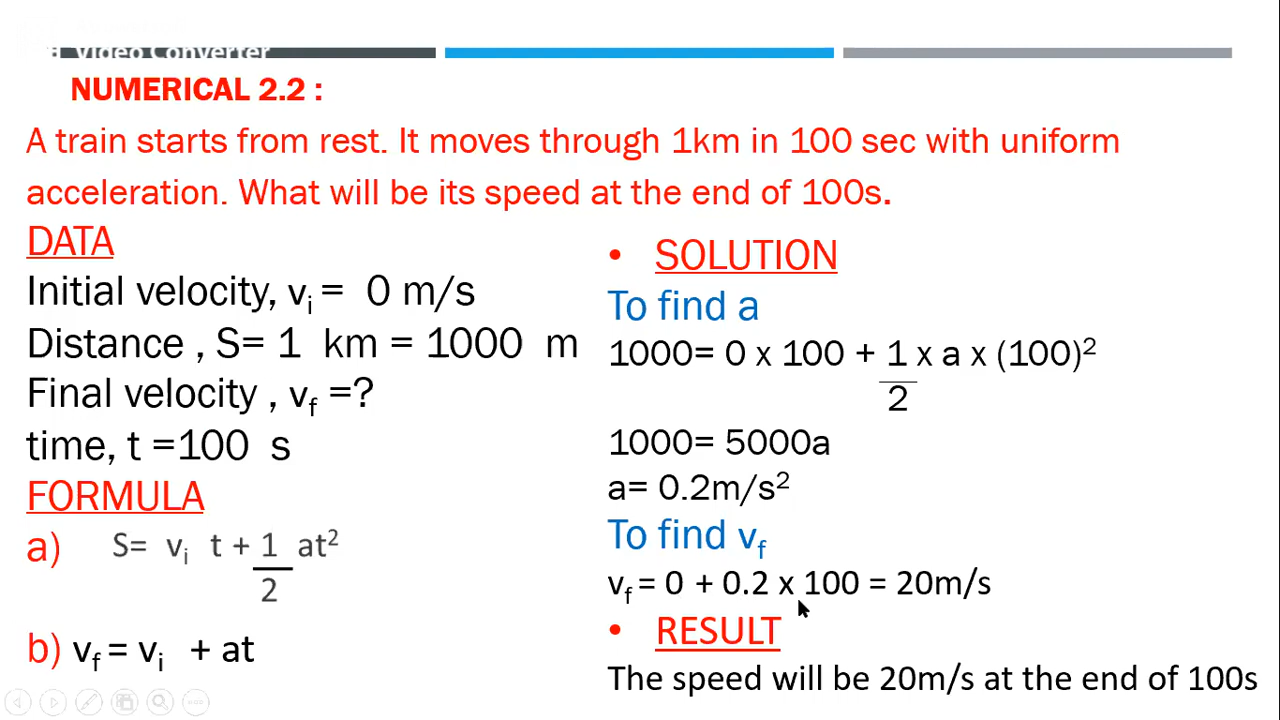 Video Converter
NUMERICAL 2.2 :
A train starts from rest. It moves through 1km in 100 sec with uniform
acceleration. What will be its speed at the end of 100s.
DATA
Initial velocity, vi = 0 m/s
Distance , S= 1 km = 1000 m
Final velocity , vf =?
time, t =100 s
FORMULA
a) S= vi t + 1/2 at²
b) vf = vi + at
• SOLUTION
To find a
1000= 0 x 100 + 1/2 x a x (100)²
1000= 5000a
a= 0.2m/s²
To find vf
vf = 0 + 0.2 x 100 = 20m/s
• RESULT
The speed will be 20m/s at the end of 100s